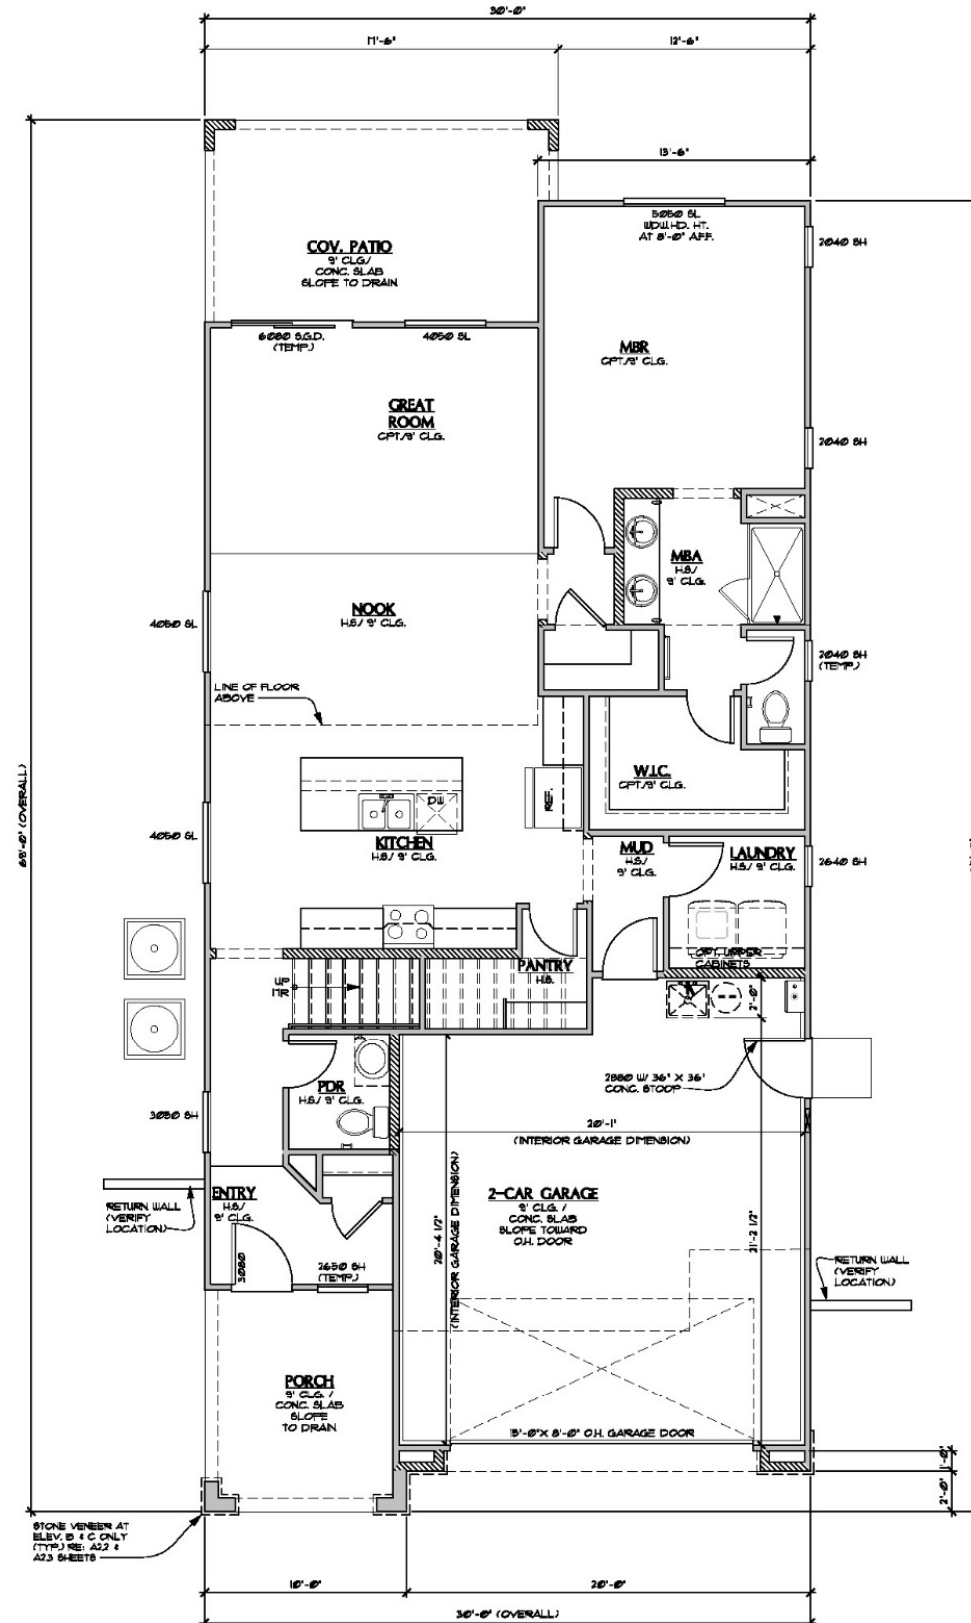 30'-0"
17'-6"
12'-6"
13'-6"
5050 SL
WDW. HD. HT.
AT 8'-0" AFF.
2040 SH
COV. PATIO
9' CLG./
CONC. SLAB
SLOPE TO DRAIN
6080 S.G.D.
(TEMP.)
4050 SL
MBR
CPT./9' CLG.
GREAT
ROOM
CPT./9' CLG.
2040 SH
MBA
H.S./
9' CLG.
NOOK
H.S./ 9' CLG.
4050 SL
2040 SH
(TEMP.)
LINE OF FLOOR
ABOVE
W.I.C.
CPT./9' CLG.
REF.
DW
69'-0" (OVERALL)
4050 SL
KITCHEN
H.S./ 9' CLG.
MUD
H.S./
9' CLG.
LAUNDRY
H.S./ 9' CLG.
2640 SH
OPT. UPPER
CABINETS
PANTRY
H.S.
2'-0"
2880 W/ 36" X 36"
CONC. STOOP
PDR
H.S./ 9' CLG.
3050 SH
20'-1"
(INTERIOR GARAGE DIMENSION)
2-CAR GARAGE
9' CLG. /
CONC. SLAB
SLOPE TOWARD
O.H. DOOR
20'-4 1/2"
(INTERIOR GARAGE DIMENSION)
21'-2 1/2"
ENTRY
H.S./
9' CLG.
RETURN WALL
(VERIFY
LOCATION)
3080
2650 SH
(TEMP.)
RETURN WALL
(VERIFY
LOCATION)
PORCH
9' CLG. /
CONC. SLAB
SLOPE
TO DRAIN
X 8'-0" O.H. GARAGE DOOR
1'-0"
2'-0"
STONE VENEER AT
ELEV. B & C ONLY
(TYP.) RE: A2.2 &
A2.3 SHEETS
10'-0"
20'-0"
30'-0" (OVERALL)